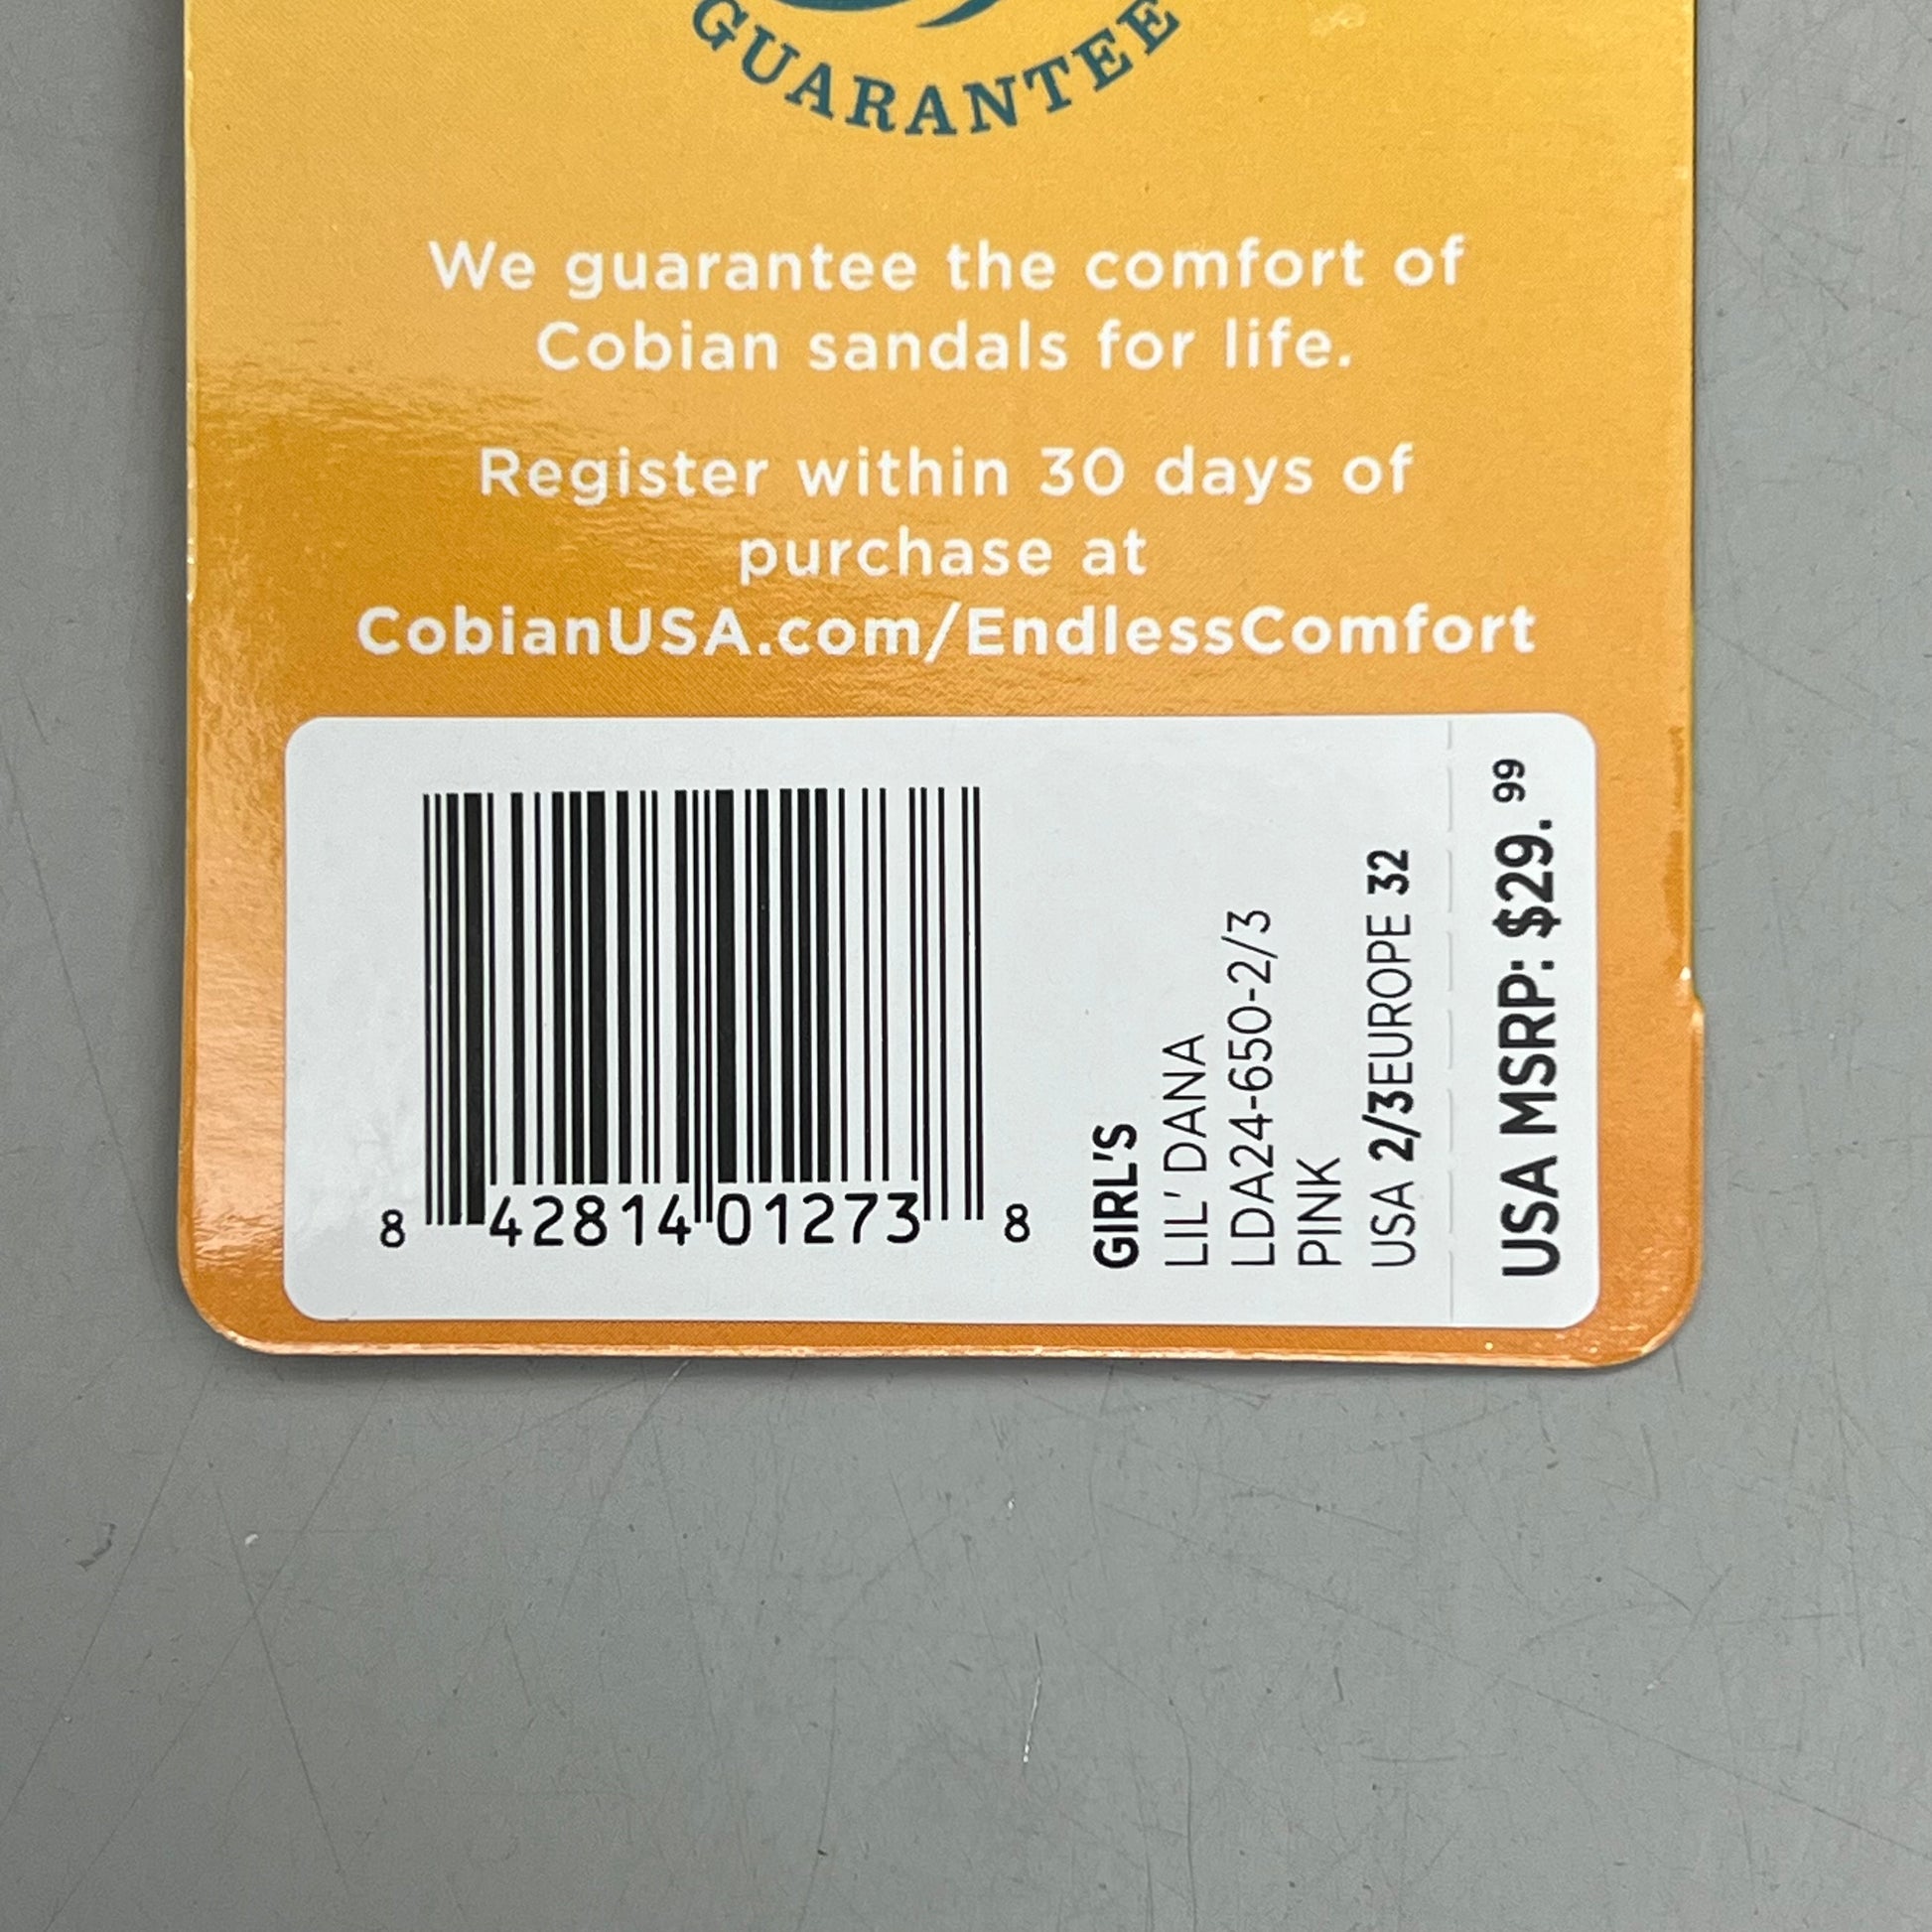 GUARANTEE
We guarantee the comfort of
Cobian sandals for life.
Register within 30 days of
purchase at
CobianUSA.com/EndlessComfort
8 42814 01273 8
GIRL'S
LIL' DANA
LDA24-650-2/3
PINK
USA 2/3EUROPE 32
USA MSRP: $29.99